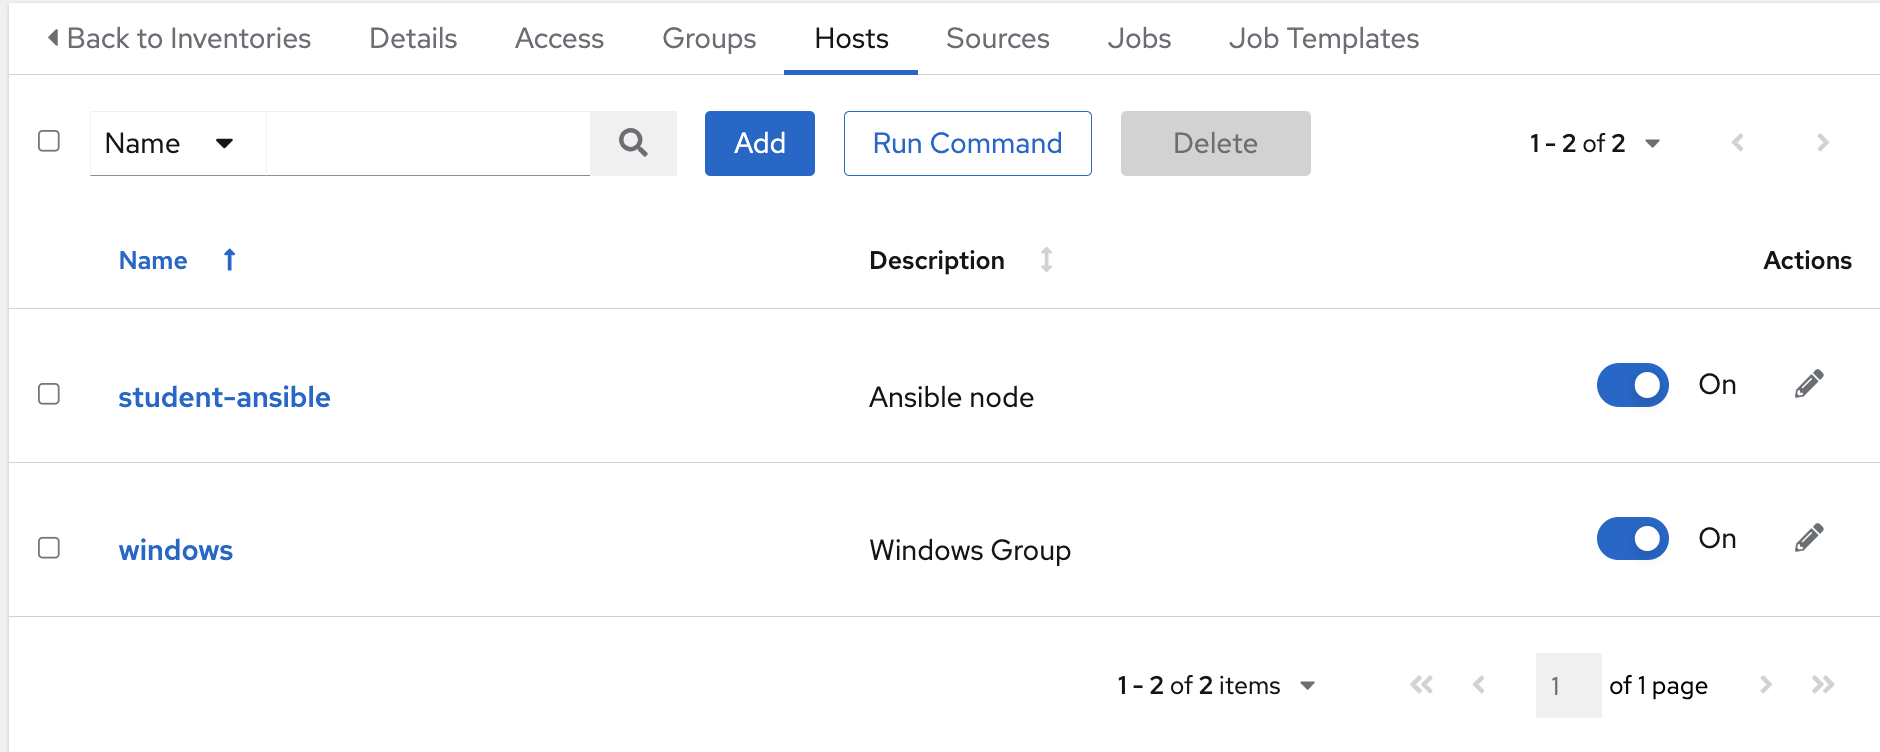 Back to Inventories Details Access Groups Hosts Sources Jobs Job Templates
Name Add Run Command Delete 1 - 2 of 2
Name Description Actions
student-ansible Ansible node On
windows Windows Group On
1 - 2 of 2 items 1 of 1 page